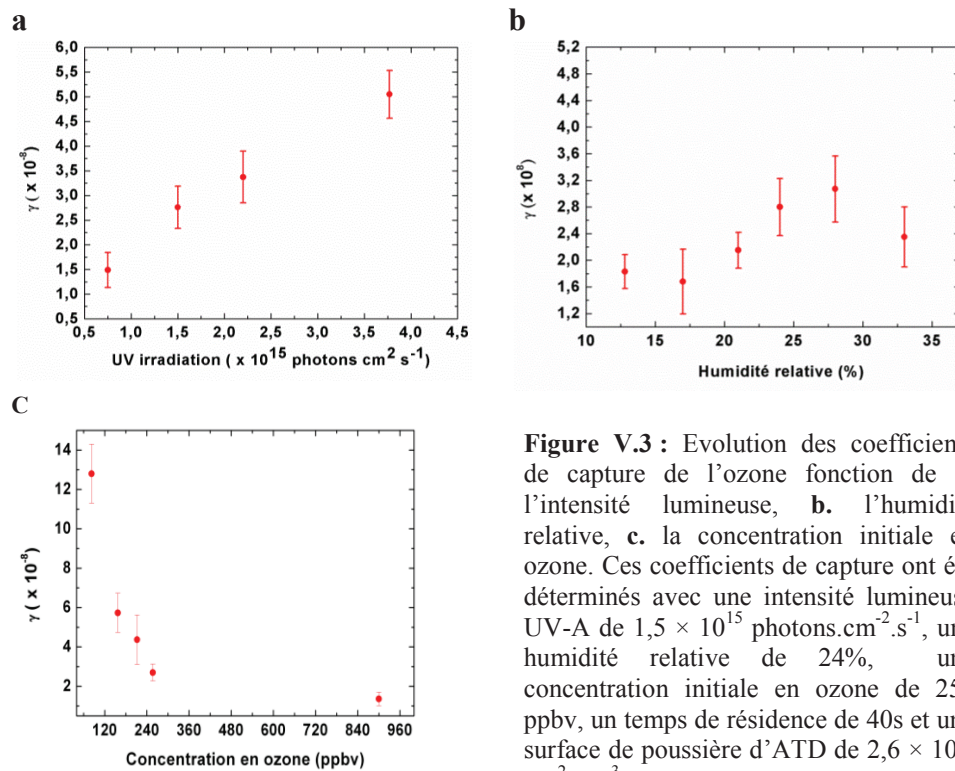 a
6,0
5,5
5,0
4,5
4,0
3,5
3,0
2,5
2,0
1,5
1,0
0,5
γ ( x 10⁻⁸)
0,5 1,0 1,5 2,0 2,5 3,0 3,5 4,0 4,5
UV irradiation ( x 10¹⁵ photons cm² s⁻¹)
b
5,2
4,8
4,4
4,0
3,6
3,2
2,8
2,4
2,0
1,6
1,2
γ (x 10⁸)
10 15 20 25 30 35
Humidité relative (%)
C
14
12
10
8
6
4
2
γ ( x 10⁻⁸)
120 240 360 480 600 720 840 960
Concentration en ozone (ppbv)
Figure V.3 : Evolution des coefficien
de capture de l’ozone fonction de
l’intensité lumineuse, b. l’humidi
relative, c. la concentration initiale e
ozone. Ces coefficients de capture ont é
déterminés avec une intensité lumineus
UV-A de 1,5 × 10¹⁵ photons.cm⁻².s⁻¹, un
humidité relative de 24%, un
concentration initiale en ozone de 25
ppbv, un temps de résidence de 40s et un
surface de poussière d’ATD de 2,6 × 10